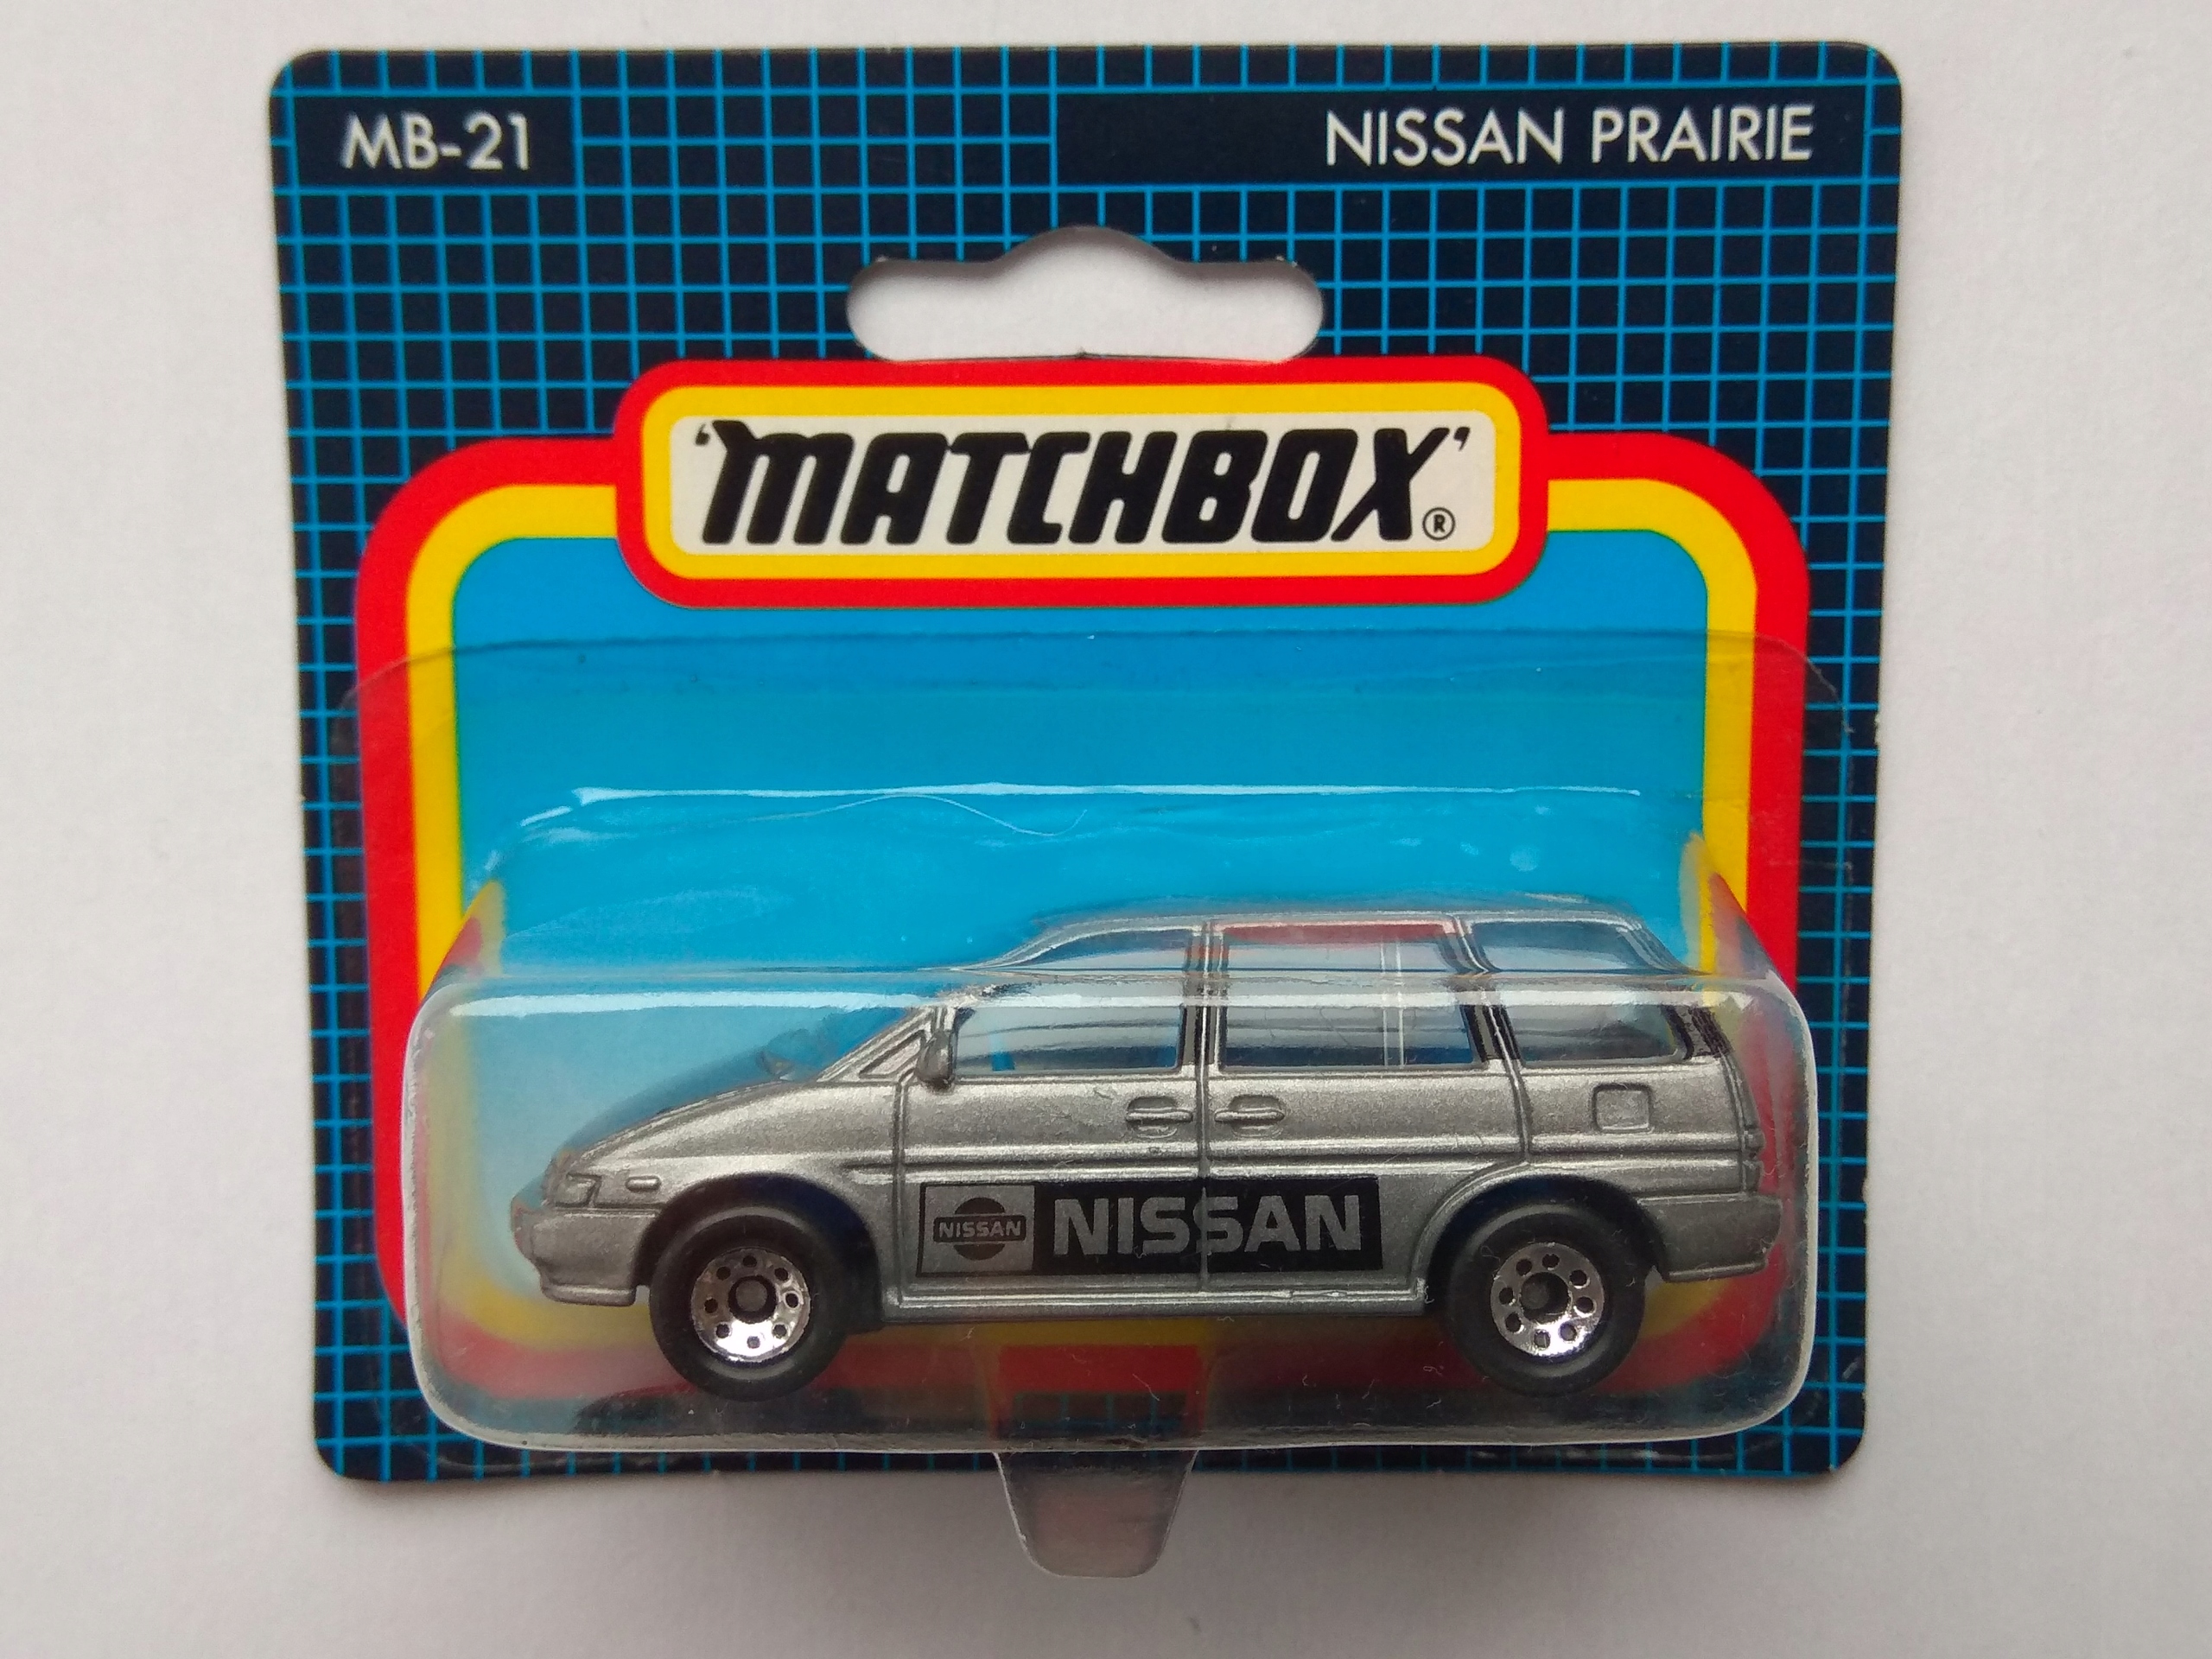 MB-21
NISSAN PRAIRIE
'MATCHBOX'®
NISSAN
NISSAN